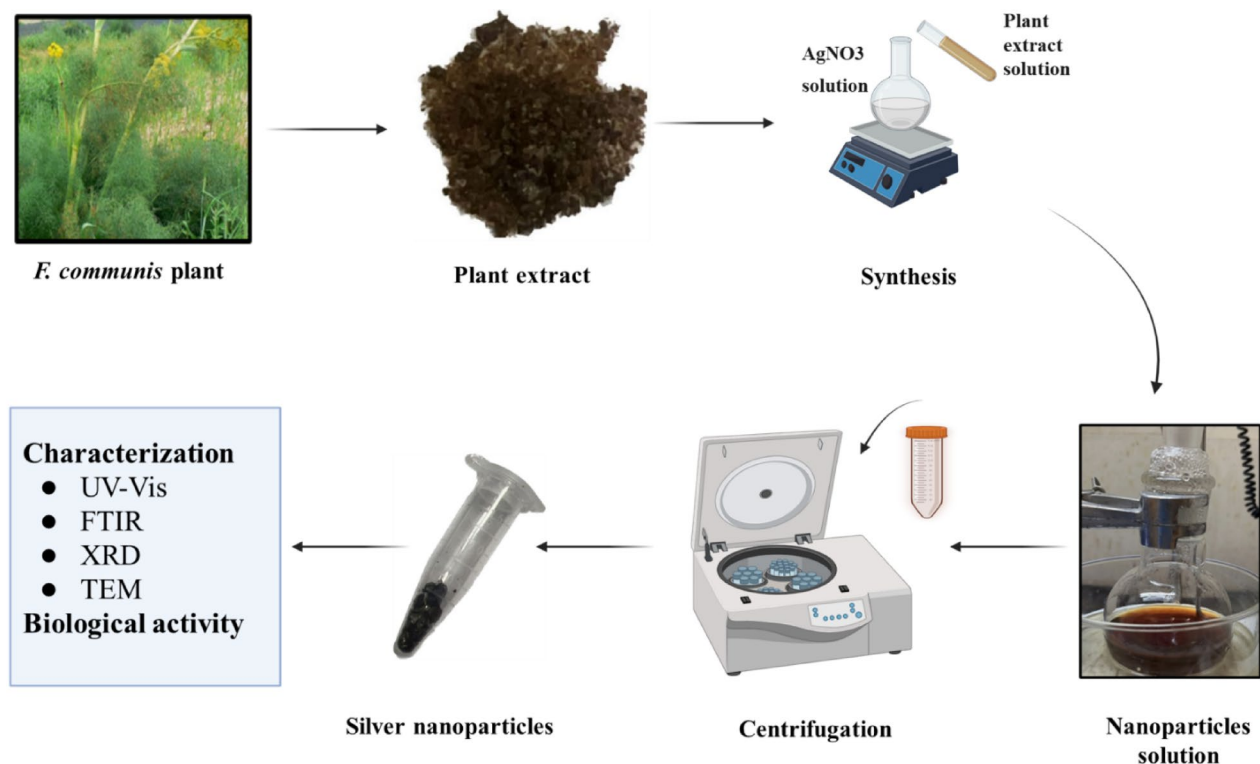 AgNO3
solution
Plant
extract
solution
F. communis plant
Plant extract
Synthesis
Characterization
● UV-Vis
● FTIR
● XRD
● TEM
Biological activity
Silver nanoparticles
Centrifugation
Nanoparticles
solution